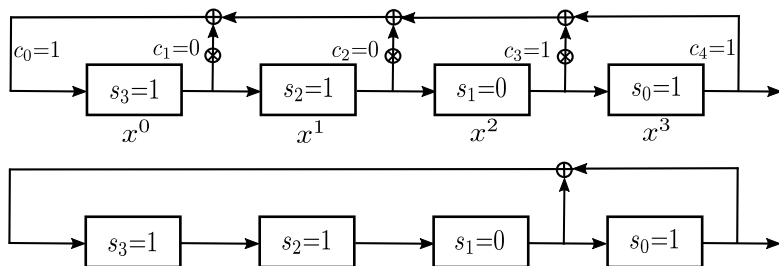 c₀=1 c₁=0 c₂=0 c₃=1 c₄=1
s₃=1 s₂=1 s₁=0 s₀=1
x⁰ x¹ x² x³
s₃=1 s₂=1 s₁=0 s₀=1